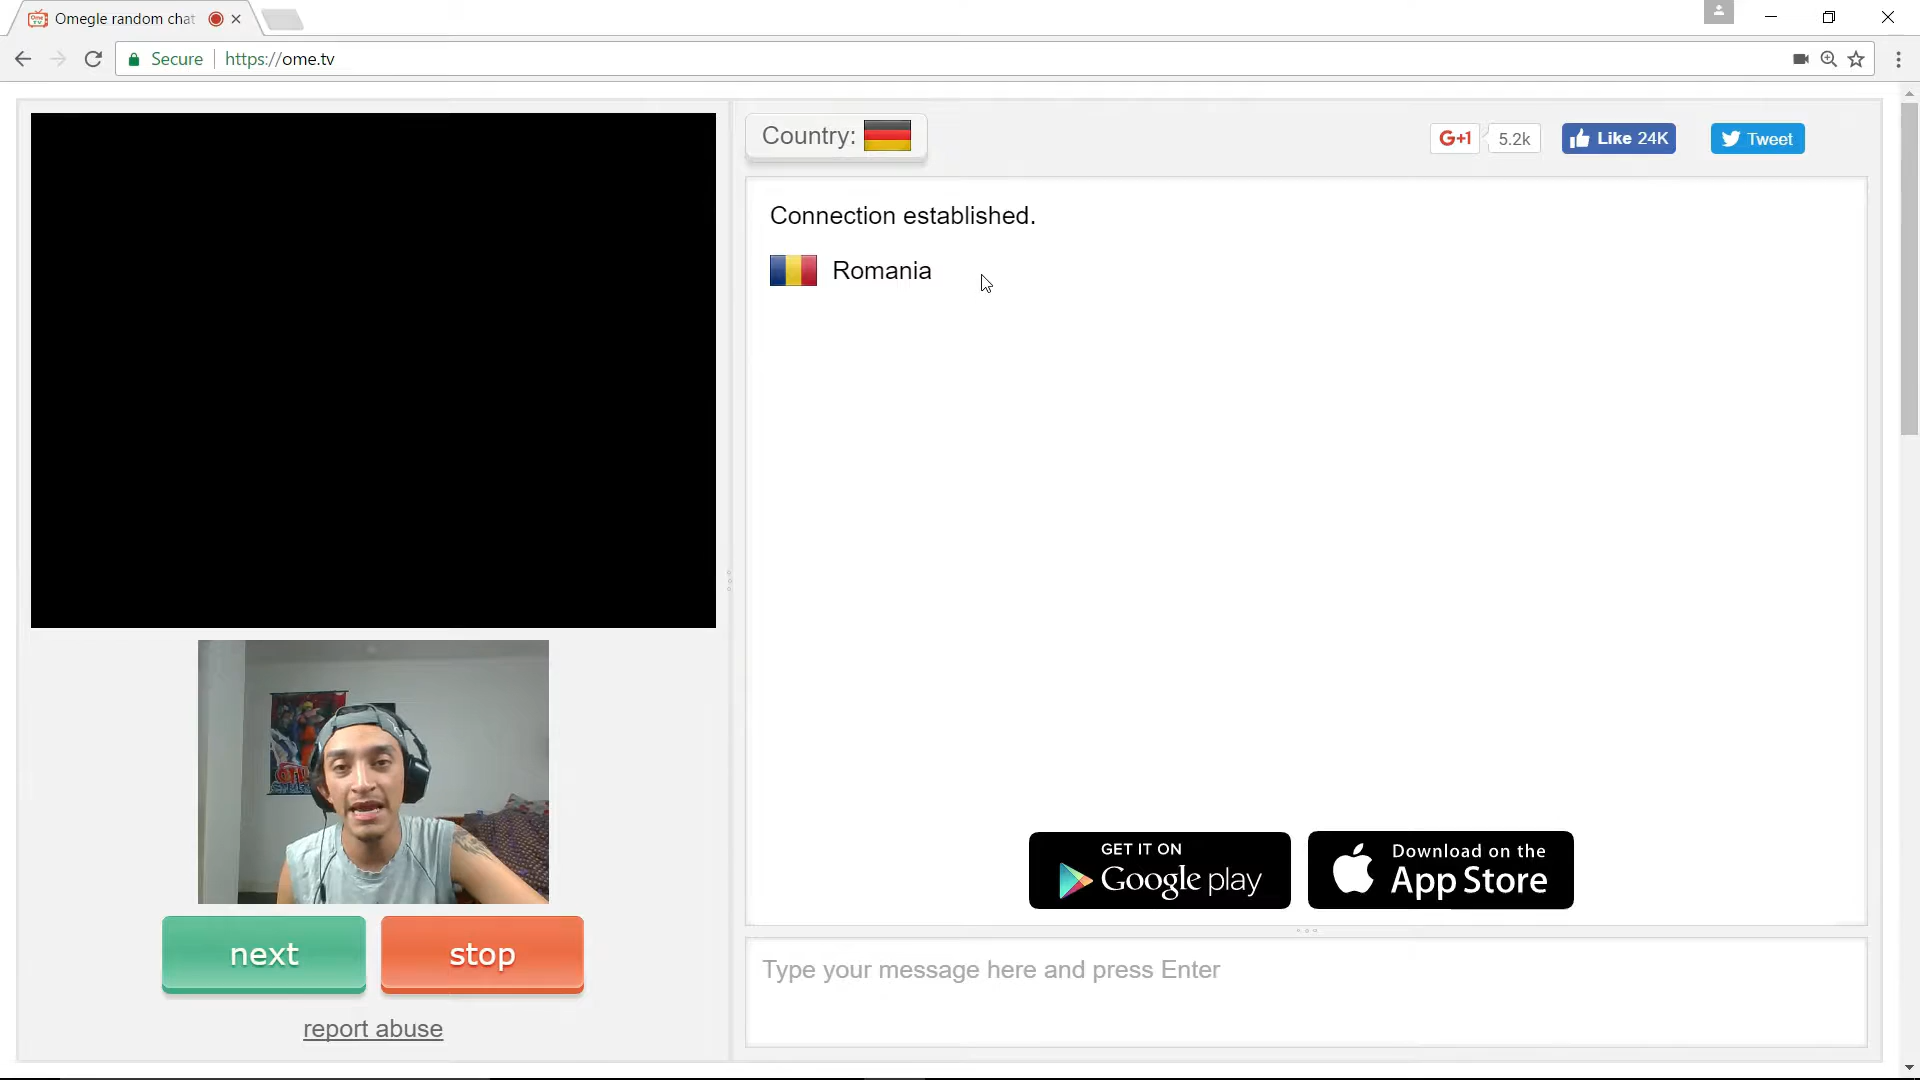 Omegle random chat
Secure
https://ome.tv
Country:
G+1
5.2k
Like 24K
Tweet
Connection established.
Romania
GET IT ON
Google play
Download on the
App Store
next
stop
report abuse
Type your message here and press Enter